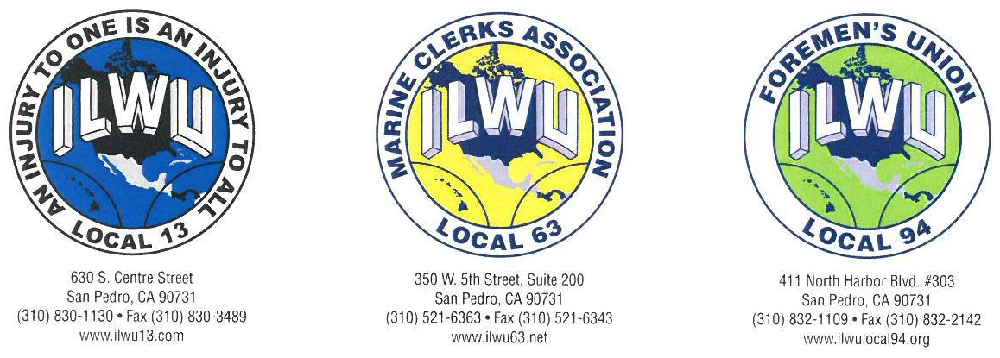 AN INJURY TO ONE IS AN INJURY TO ALL
ILWU
LOCAL 13
630 S. Centre Street
San Pedro, CA 90731
(310) 830-1130 • Fax (310) 830-3489
www.ilwu13.com
MARINE CLERKS ASSOCIATION
ILWU
LOCAL 63
350 W. 5th Street, Suite 200
San Pedro, CA 90731
(310) 521-6363 • Fax (310) 521-6343
www.ilwu63.net
FOREMEN'S UNION
ILWU
LOCAL 94
411 North Harbor Blvd. #303
San Pedro, CA 90731
(310) 832-1109 • Fax (310) 832-2142
www.ilwulocal94.org